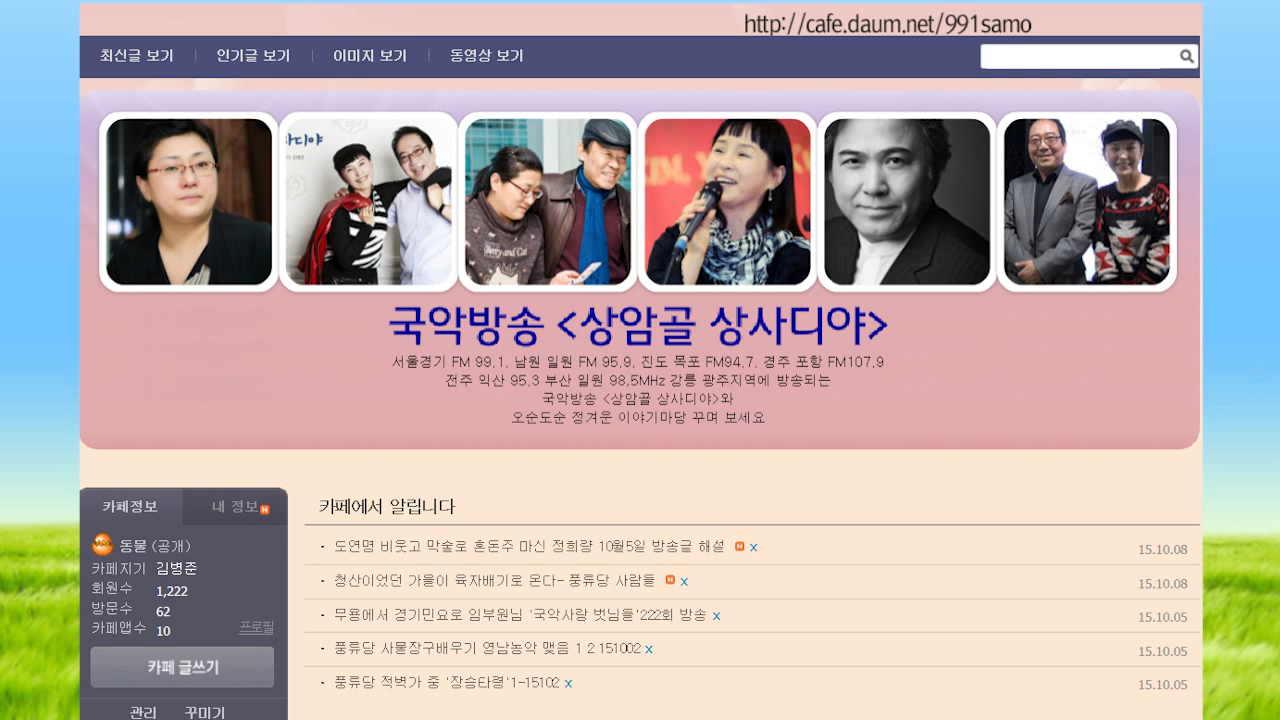 http://cafe.daum.net/991samo
최신글 보기 | 인기글 보기 | 이미지 보기 | 동영상 보기
국악방송 <상암골 상사디야>
서울경기 FM 99.1, 남원 일원 FM 95.9, 진도 목포 FM94.7, 경주 포항 FM107.9
전주 익산 95.3 부산 일원 98.5MHz 강릉 광주지역에 방송되는
국악방송 <상암골 상사디야>와
오순도순 정겨운 이야기마당 꾸며 보세요
카페정보 내 정보 N
동물 (공개)
카페지기 김병준
회원수 1,222
방문수 62
카페앱수 10 프로필
카페 글쓰기
관리 꾸미기
카페에서 알립니다
· 도연명 비웃고 막술로 혼돈주 마신 정희량 10월5일 방송글 해설 N x 15.10.08
· 청산이었던 가을이 육자배기로 온다- 풍류당 사람들 N x 15.10.08
· 무용에서 경기민요로 임부원님 '국악사랑 벗님들'222회 방송 x 15.10.05
· 풍류당 사물장구배우기 영남농악 맺음 1 2 151002 x 15.10.05
· 풍류당 적벽가 중 '장승타령'1-15102 x 15.10.05